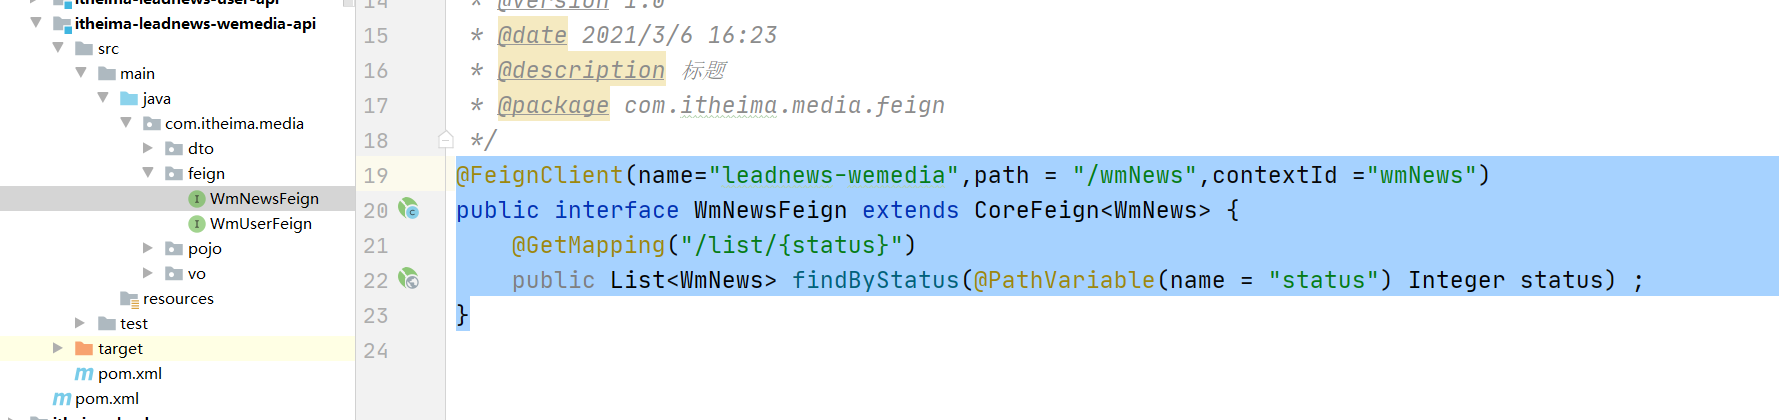 itheima-leadnews-user-api
itheima-leadnews-wemedia-api
src
main
java
com.itheima.media
dto
feign
WmNewsFeign
WmUserFeign
pojo
vo
resources
test
target
pom.xml
pom.xml
14 * @version 1.0
15 * @date 2021/3/6 16:23
16 * @description 标题
17 * @package com.itheima.media.feign
18 */
19 @FeignClient(name="leadnews-wemedia",path = "/wmNews",contextId ="wmNews")
20 public interface WmNewsFeign extends CoreFeign<WmNews> {
21 @GetMapping("/list/{status}")
22 public List<WmNews> findByStatus(@PathVariable(name = "status") Integer status) ;
23 }
24